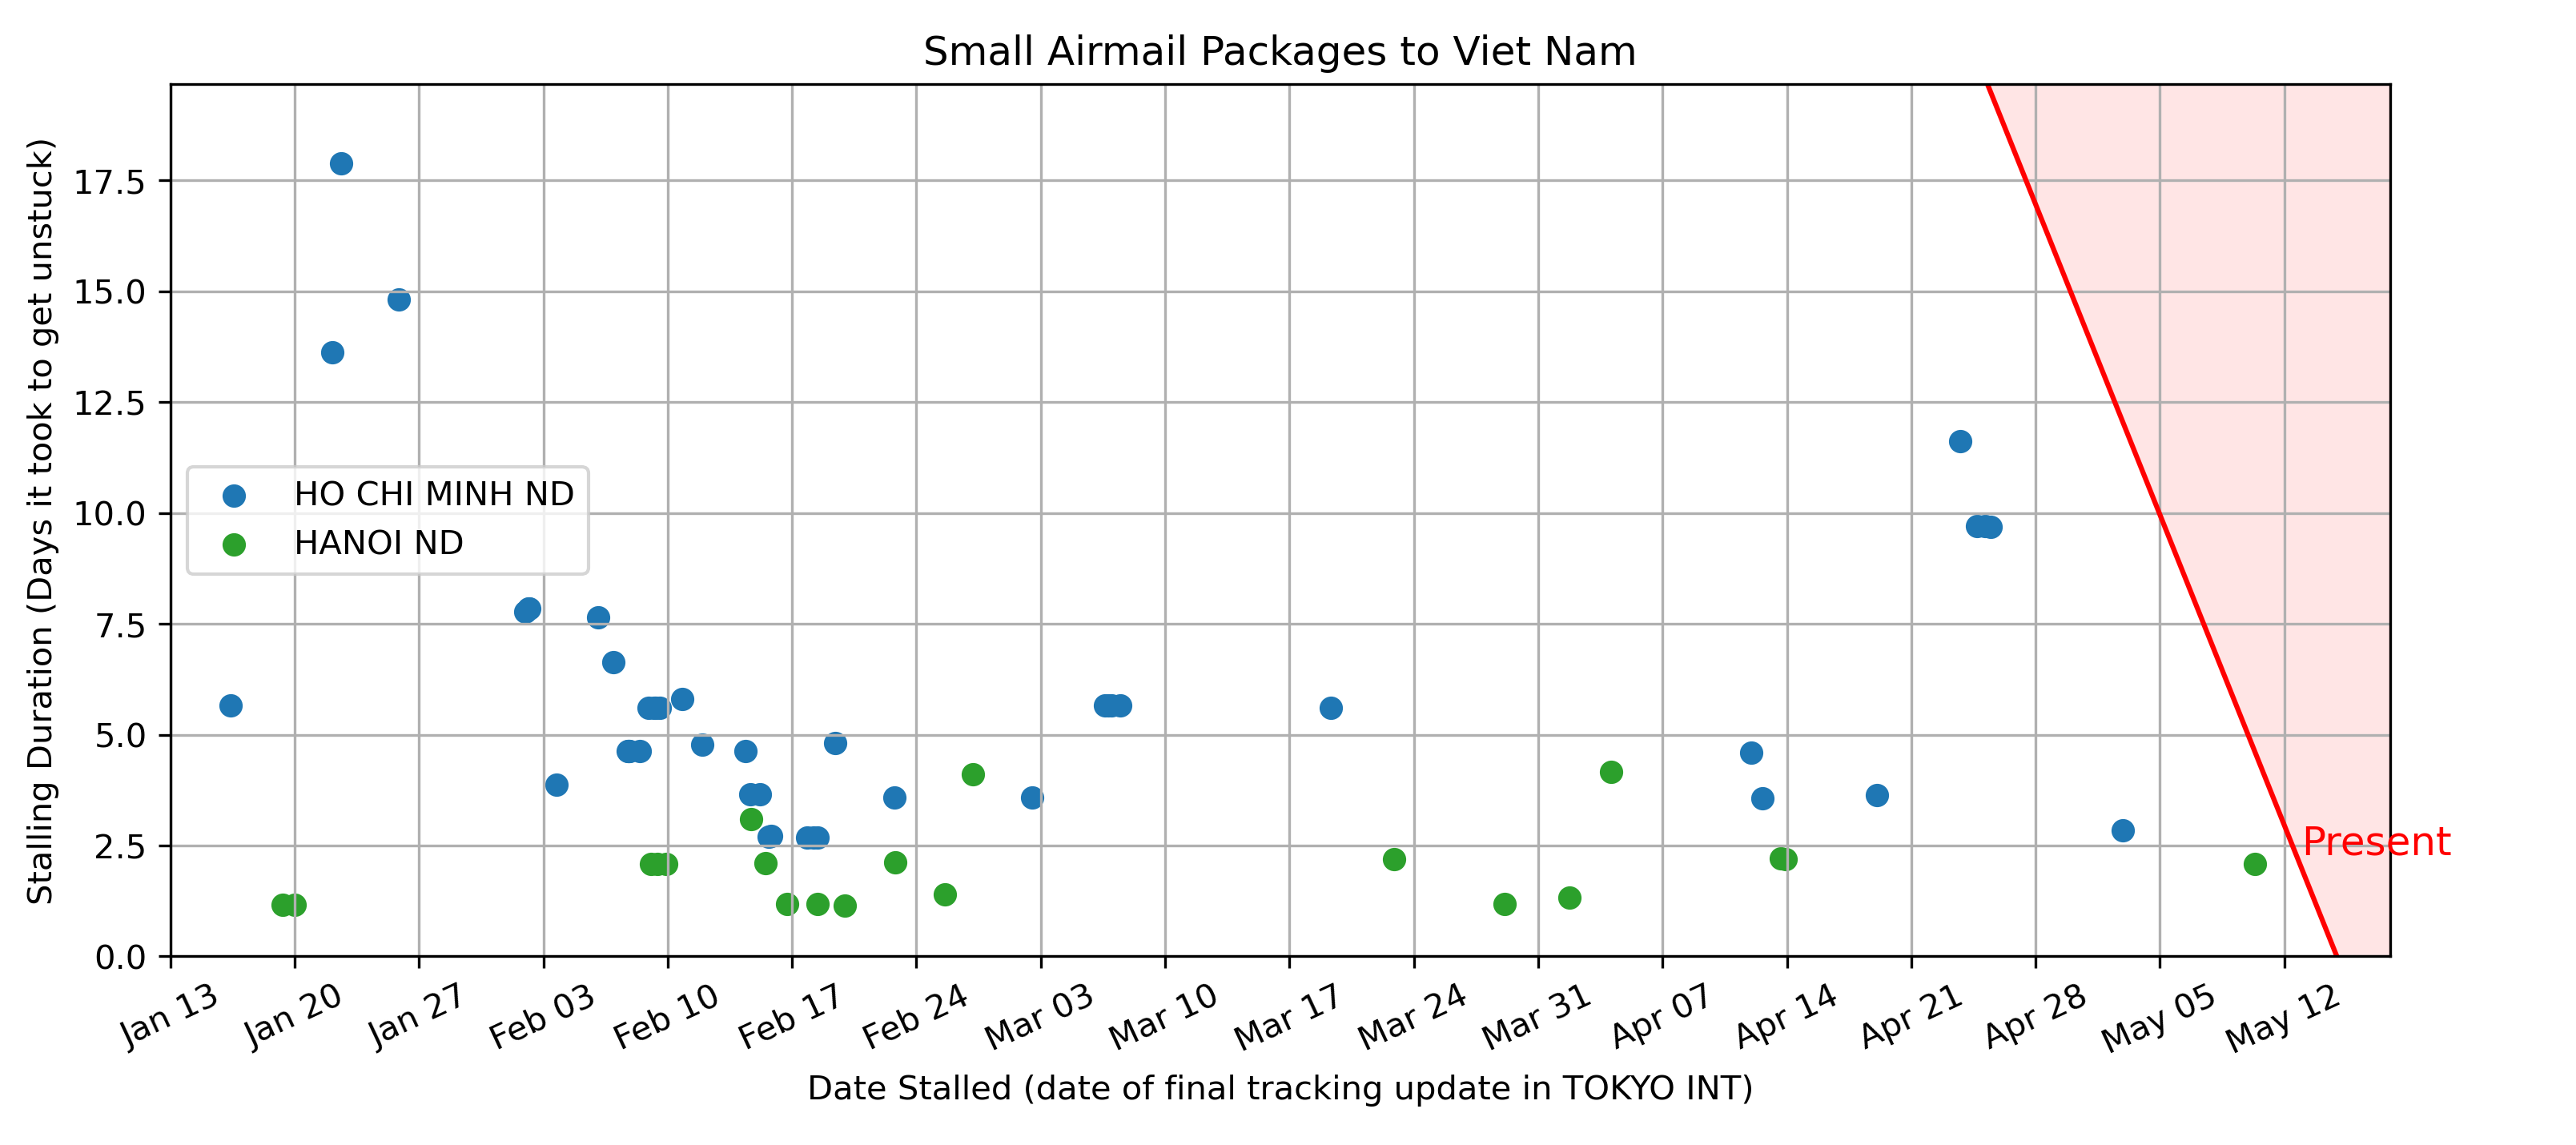 Small Airmail Packages to Viet Nam
Stalling Duration (Days it took to get unstuck)
17.5
15.0
12.5
10.0
7.5
5.0
2.5
0.0
HO CHI MINH ND
HANOI ND
Present
Jan 13
Jan 20
Jan 27
Feb 03
Feb 10
Feb 17
Feb 24
Mar 03
Mar 10
Mar 17
Mar 24
Mar 31
Apr 07
Apr 14
Apr 21
Apr 28
May 05
May 12
Date Stalled (date of final tracking update in TOKYO INT)